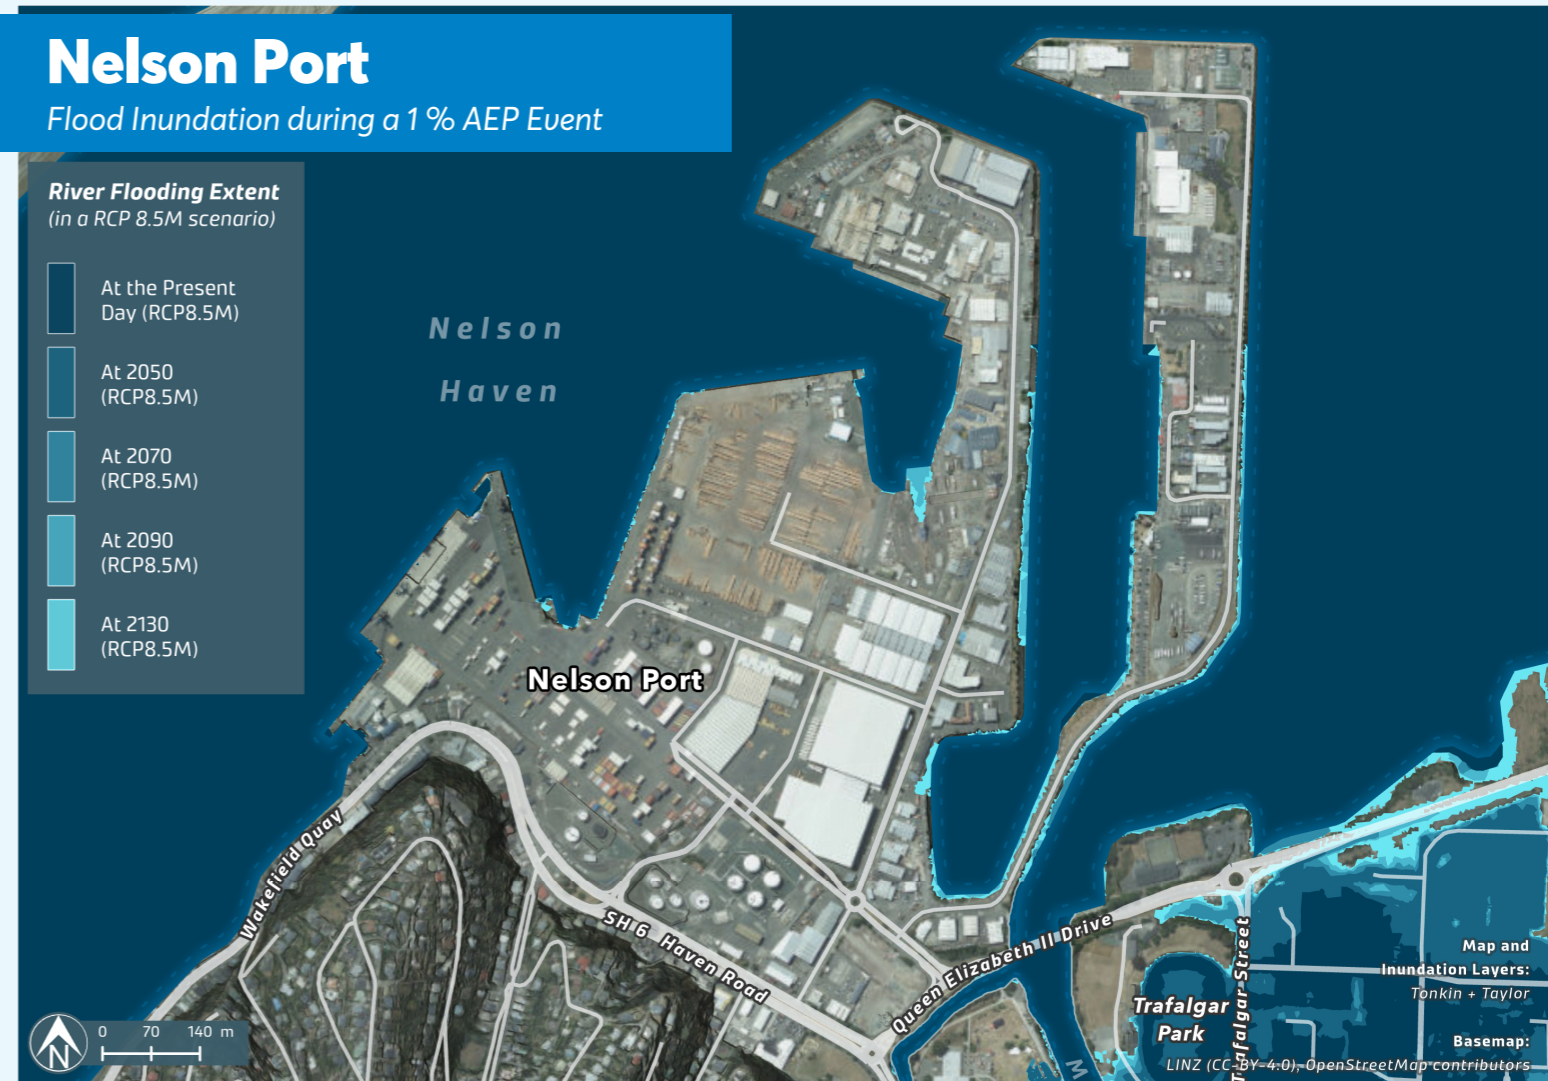 Nelson Port
Flood Inundation during a 1 % AEP Event
River Flooding Extent
(in a RCP 8.5M scenario)
At the Present
Day (RCP8.5M)
At 2050
(RCP8.5M)
At 2070
(RCP8.5M)
At 2090
(RCP8.5M)
At 2130
(RCP8.5M)
Nelson
Haven
Nelson Port
Wakefield Quay
SH 6 Haven Road
Queen Elizabeth II Drive
Trafalgar Street
Trafalgar
Park
M
N
0 70 140 m
Map and
Inundation Layers:
Tonkin + Taylor
Basemap:
LINZ (CC-BY-4.0), OpenStreetMap contributors